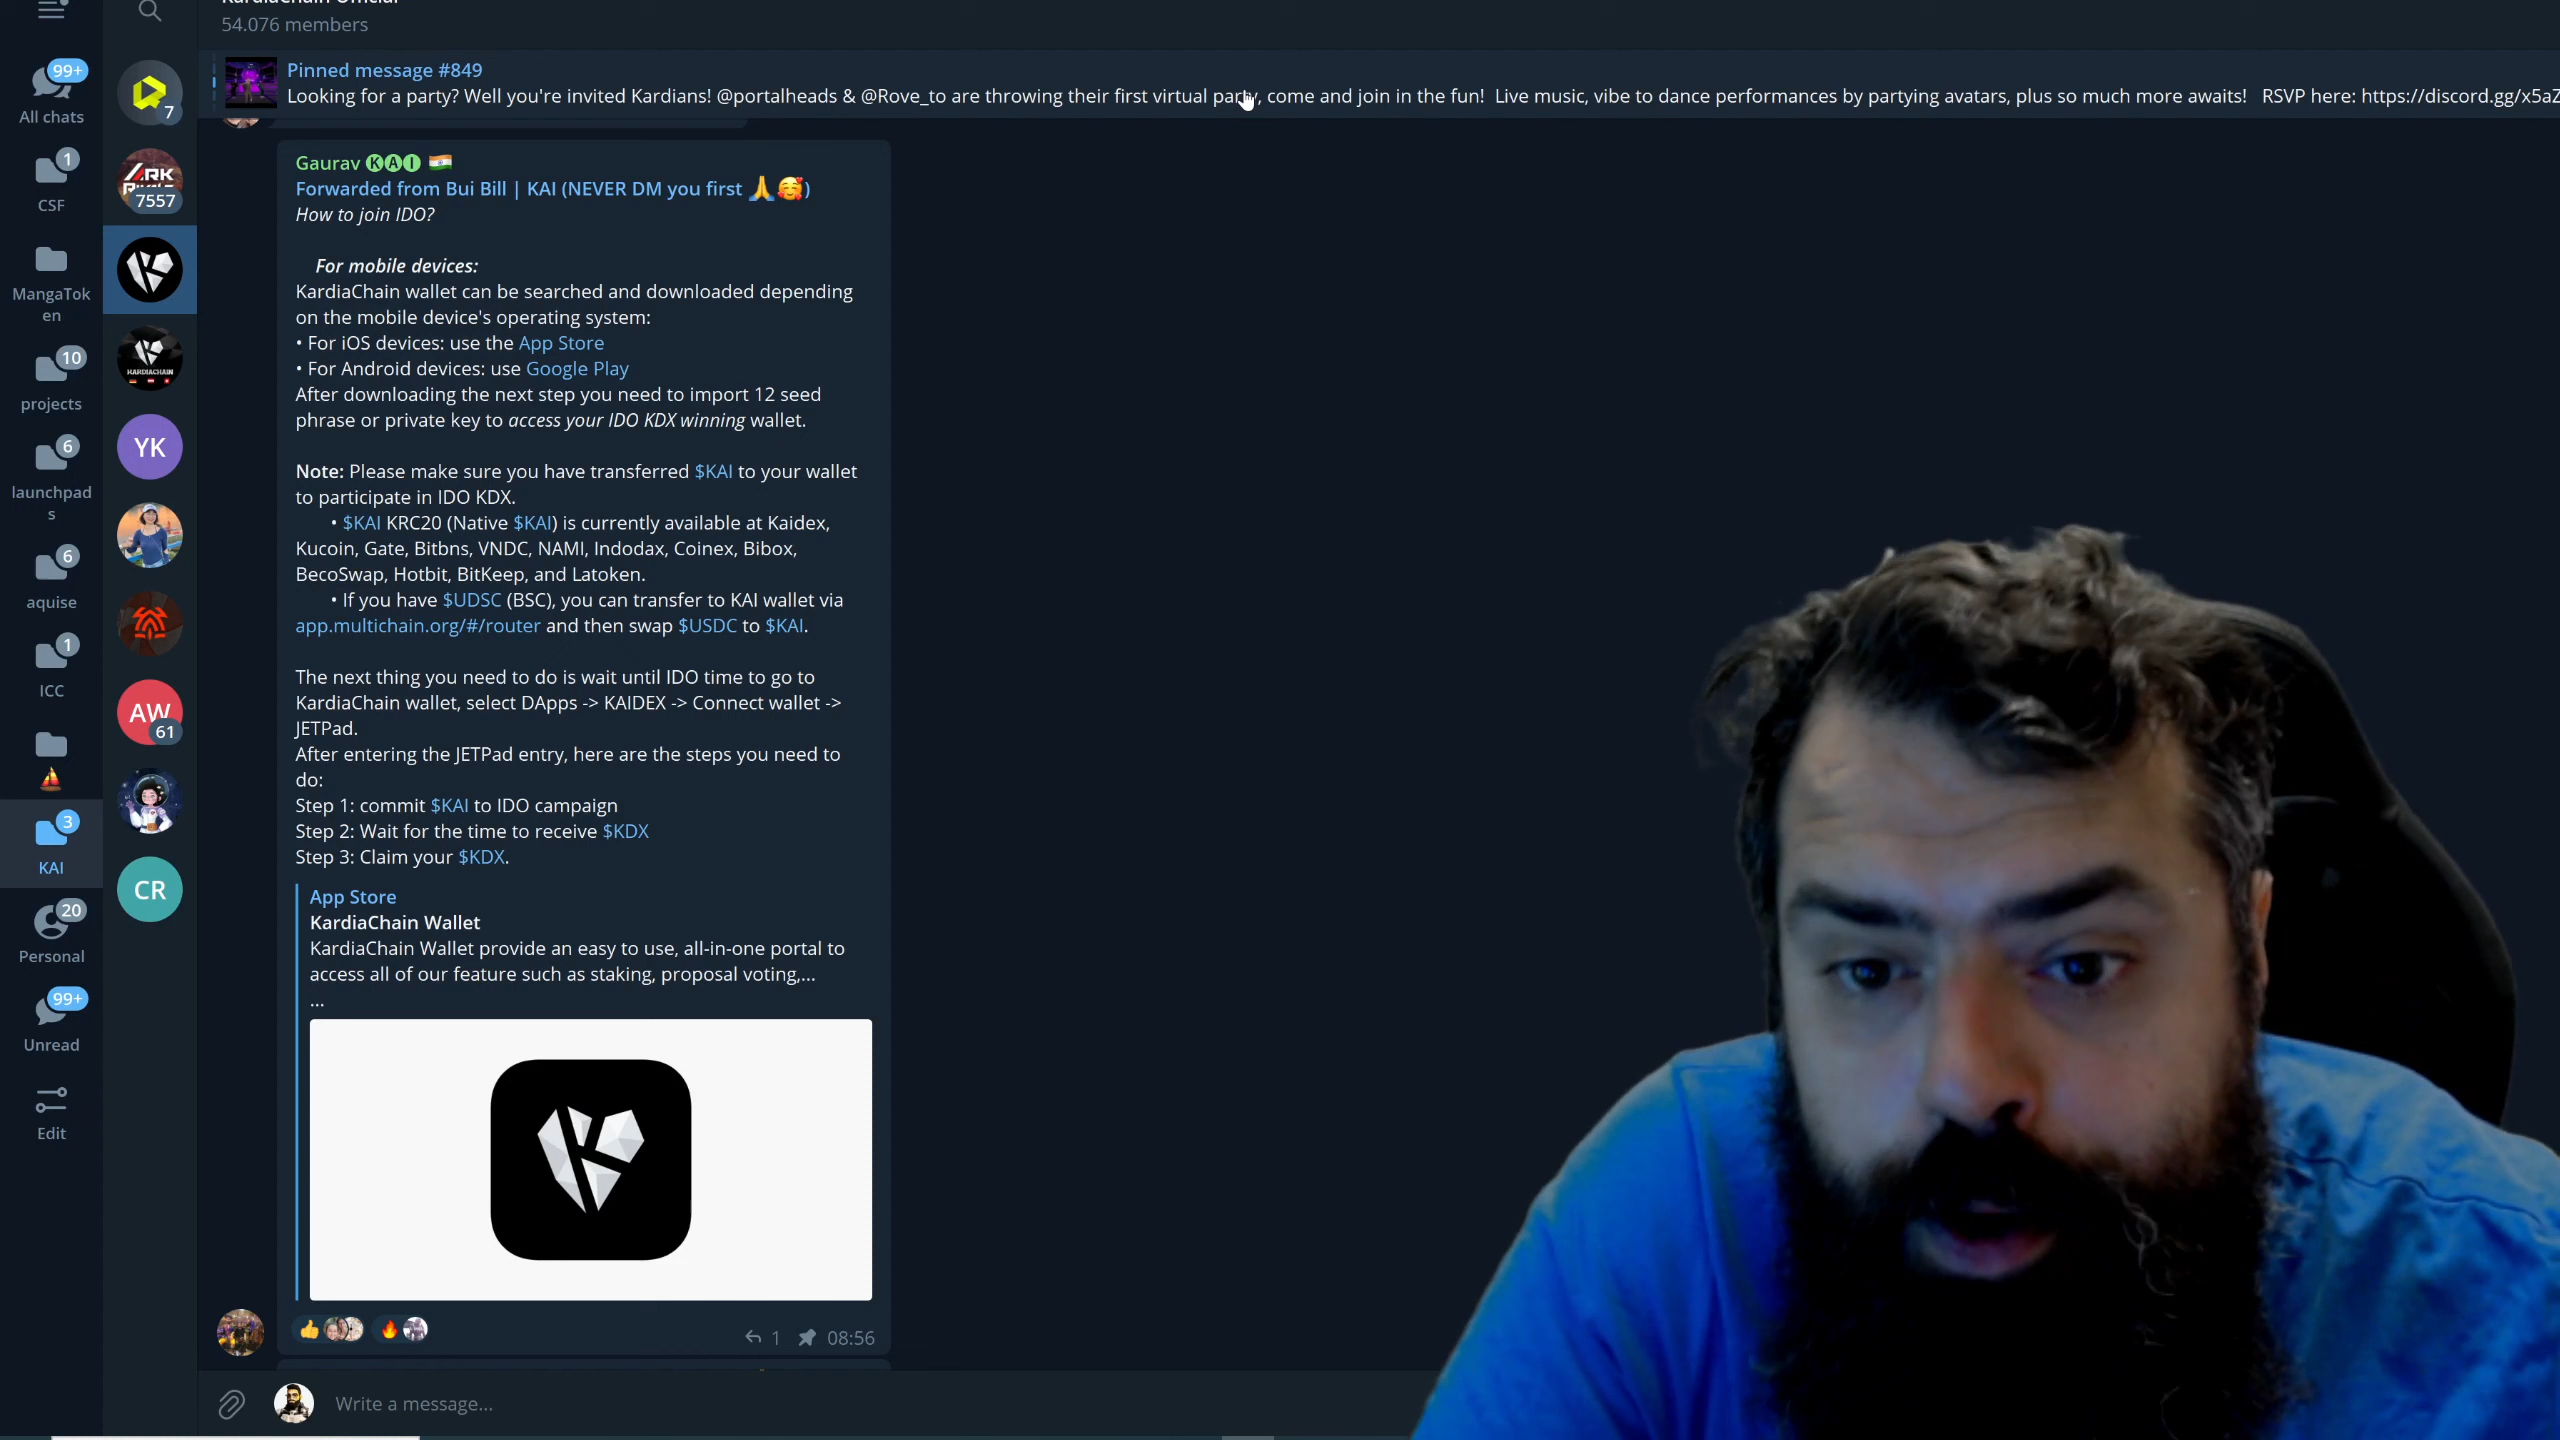 54.076 members
Pinned message #849
Looking for a party? Well you're invited Kardians! @portalheads & @Rove_to are throwing their first virtual party, come and join in the fun! Live music, vibe to dance performances by partying avatars, plus so much more awaits! RSVP here: https://discord.gg/x5aZ
99+
All chats
1
CSF
MangaTok
en
10
projects
6
launchpad
s
6
aquise
1
ICC
3
KAI
20
Personal
99+
Unread
Edit
7
7557
KARDIACHAIN
YK
AW
61
CR
Gaurav KAI
Forwarded from Bui Bill | KAI (NEVER DM you first 🙏🥰)
How to join IDO?
For mobile devices:
KardiaChain wallet can be searched and downloaded depending
on the mobile device's operating system:
• For iOS devices: use the App Store
• For Android devices: use Google Play
After downloading the next step you need to import 12 seed
phrase or private key to access your IDO KDX winning wallet.
Note: Please make sure you have transferred $KAI to your wallet
to participate in IDO KDX.
• $KAI KRC20 (Native $KAI) is currently available at Kaidex,
Kucoin, Gate, Bitbns, VNDC, NAMI, Indodax, Coinex, Bibox,
BecoSwap, Hotbit, BitKeep, and Latoken.
• If you have $UDSC (BSC), you can transfer to KAI wallet via
app.multichain.org/#/router and then swap $USDC to $KAI.
The next thing you need to do is wait until IDO time to go to
KardiaChain wallet, select DApps -> KAIDEX -> Connect wallet ->
JETPad.
After entering the JETPad entry, here are the steps you need to
do:
Step 1: commit $KAI to IDO campaign
Step 2: Wait for the time to receive $KDX
Step 3: Claim your $KDX.
App Store
KardiaChain Wallet
KardiaChain Wallet provide an easy to use, all-in-one portal to
access all of our feature such as staking, proposal voting,...
...
1 08:56
Write a message...